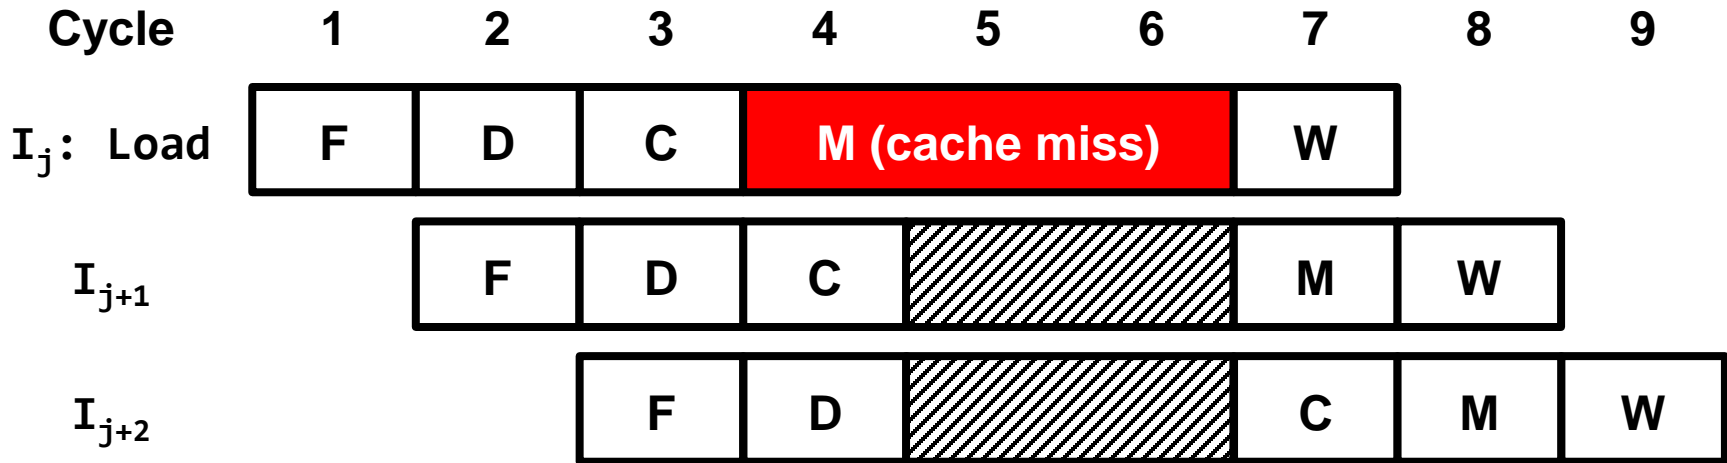 Cycle 1 2 3 4 5 6 7 8 9
Ij: Load F D C M (cache miss) W
Ij+1 F D C M W
Ij+2 F D C M W